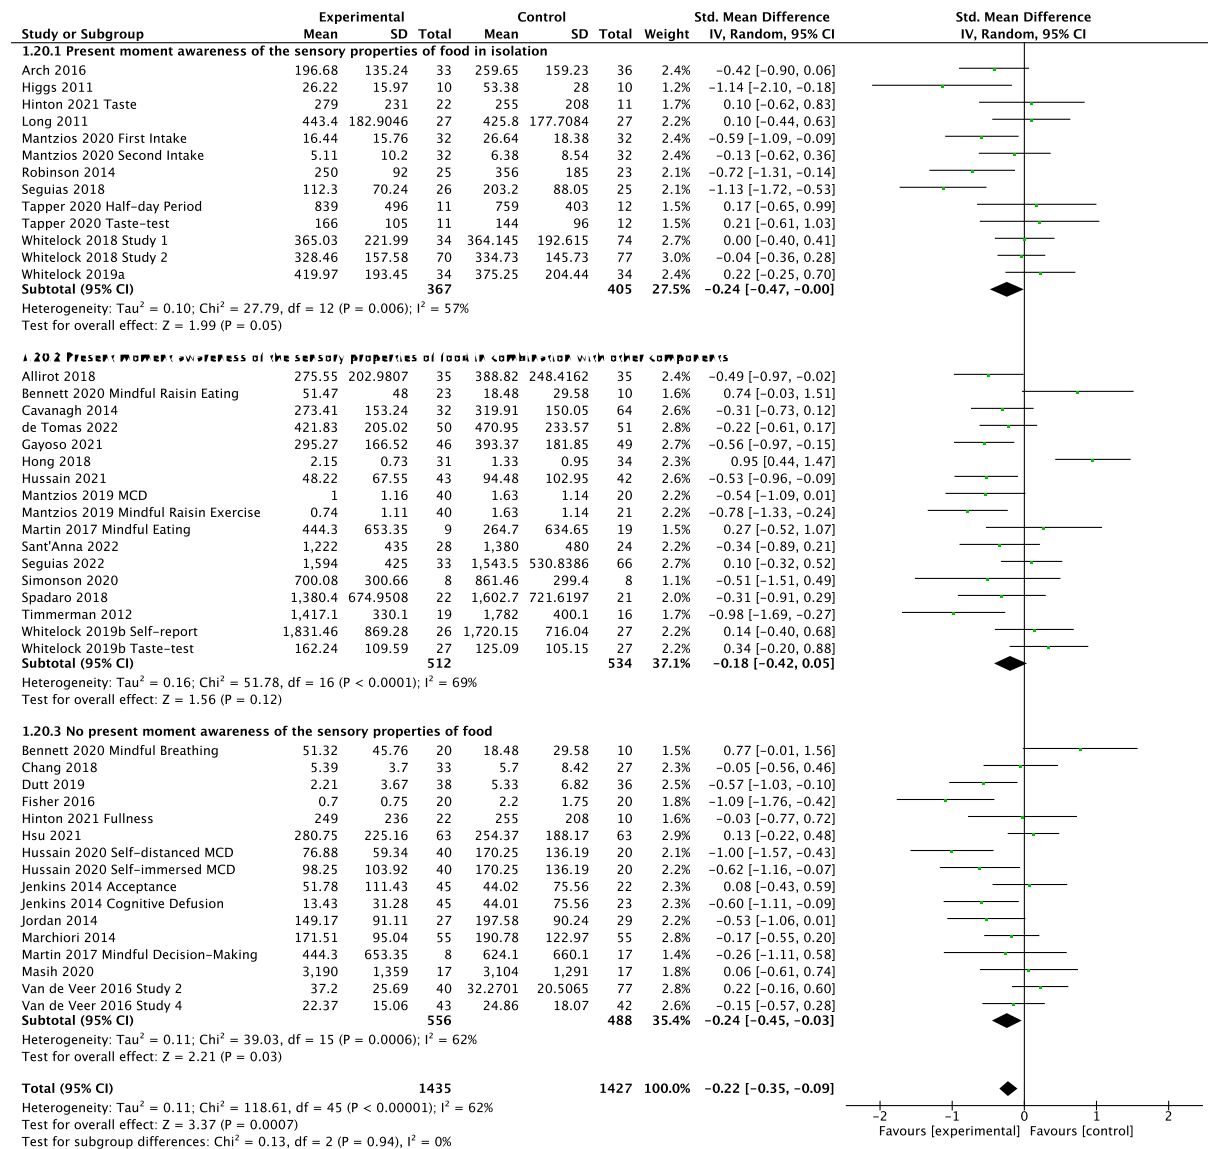 Experimental Control Std. Mean Difference Std. Mean Difference
Study or Subgroup Mean SD Total Mean SD Total Weight IV, Random, 95% CI IV, Random, 95% CI
1.20.1 Present moment awareness of the sensory properties of food in isolation
Arch 2016 196.68 135.24 33 259.65 159.23 36 2.4% −0.42 [−0.90, 0.06]
Higgs 2011 26.22 15.97 10 53.38 28 10 1.2% −1.14 [−2.10, −0.18]
Hinton 2021 Taste 279 231 22 255 208 11 1.7% 0.10 [−0.62, 0.83]
Long 2011 443.4 182.9046 27 425.8 177.7084 27 2.2% 0.10 [−0.44, 0.63]
Mantzios 2020 First Intake 16.44 15.76 32 26.64 18.38 32 2.4% −0.59 [−1.09, −0.09]
Mantzios 2020 Second Intake 5.11 10.2 32 6.38 8.54 32 2.4% −0.13 [−0.62, 0.36]
Robinson 2014 250 92 25 356 185 23 2.1% −0.72 [−1.31, −0.14]
Seguias 2018 112.3 70.24 26 203.2 88.05 25 2.1% −1.13 [−1.72, −0.53]
Tapper 2020 Half-day Period 839 496 11 759 403 12 1.5% 0.17 [−0.65, 0.99]
Tapper 2020 Taste-test 166 105 11 144 96 12 1.5% 0.21 [−0.61, 1.03]
Whitelock 2018 Study 1 365.03 221.99 34 364.145 192.615 74 2.7% 0.00 [−0.40, 0.41]
Whitelock 2018 Study 2 328.46 157.58 70 334.73 145.73 77 3.0% −0.04 [−0.36, 0.28]
Whitelock 2019a 419.97 193.45 34 375.25 204.44 34 2.4% 0.22 [−0.25, 0.70]
Subtotal (95% CI) 367 405 27.5% −0.24 [−0.47, −0.00]
Heterogeneity: Tau² = 0.10; Chi² = 27.79, df = 12 (P = 0.006); I² = 57%
Test for overall effect: Z = 1.99 (P = 0.05)
1.20.2 Present moment awareness of the sensory properties of food in combination with other components
Allirot 2018 275.55 202.9807 35 388.82 248.4162 35 2.4% −0.49 [−0.97, −0.02]
Bennett 2020 Mindful Raisin Eating 51.47 48 23 18.48 29.58 10 1.6% 0.74 [−0.03, 1.51]
Cavanagh 2014 273.41 153.24 32 319.91 150.05 64 2.6% −0.31 [−0.73, 0.12]
de Tomas 2022 421.83 205.02 50 470.95 233.57 51 2.8% −0.22 [−0.61, 0.17]
Gayoso 2021 295.27 166.52 46 393.37 181.85 49 2.7% −0.56 [−0.97, −0.15]
Hong 2018 2.15 0.73 31 1.33 0.95 34 2.3% 0.95 [0.44, 1.47]
Hussain 2021 48.22 67.55 43 94.48 102.95 42 2.6% −0.53 [−0.96, −0.09]
Mantzios 2019 MCD 1 1.16 40 1.63 1.14 20 2.2% −0.54 [−1.09, 0.01]
Mantzios 2019 Mindful Raisin Exercise 0.74 1.11 40 1.63 1.14 21 2.2% −0.78 [−1.33, −0.24]
Martin 2017 Mindful Eating 444.3 653.35 9 264.7 634.65 19 1.5% 0.27 [−0.52, 1.07]
Sant'Anna 2022 1,222 435 28 1,380 480 24 2.2% −0.34 [−0.89, 0.21]
Seguias 2022 1,594 425 33 1,543.5 530.8386 66 2.7% 0.10 [−0.32, 0.52]
Simonson 2020 700.08 300.66 8 861.46 299.4 8 1.1% −0.51 [−1.51, 0.49]
Spadaro 2018 1,380.4 674.9508 22 1,602.7 721.6197 21 2.0% −0.31 [−0.91, 0.29]
Timmerman 2012 1,417.1 330.1 19 1,782 400.1 16 1.7% −0.98 [−1.69, −0.27]
Whitelock 2019b Self-report 1,831.46 869.28 26 1,720.15 716.04 27 2.2% 0.14 [−0.40, 0.68]
Whitelock 2019b Taste-test 162.24 109.59 27 125.09 105.15 27 2.2% 0.34 [−0.20, 0.88]
Subtotal (95% CI) 512 534 37.1% −0.18 [−0.42, 0.05]
Heterogeneity: Tau² = 0.16; Chi² = 51.78, df = 16 (P < 0.0001); I² = 69%
Test for overall effect: Z = 1.56 (P = 0.12)
1.20.3 No present moment awareness of the sensory properties of food
Bennett 2020 Mindful Breathing 51.32 45.76 20 18.48 29.58 10 1.5% 0.77 [−0.01, 1.56]
Chang 2018 5.39 3.7 33 5.7 8.42 27 2.3% −0.05 [−0.56, 0.46]
Dutt 2019 2.21 3.67 38 5.33 6.82 36 2.5% −0.57 [−1.03, −0.10]
Fisher 2016 0.7 0.75 20 2.2 1.75 20 1.8% −1.09 [−1.76, −0.42]
Hinton 2021 Fullness 249 236 22 255 208 10 1.6% −0.03 [−0.77, 0.72]
Hsu 2021 280.75 225.16 63 254.37 188.17 63 2.9% 0.13 [−0.22, 0.48]
Hussain 2020 Self-distanced MCD 76.88 59.34 40 170.25 136.19 20 2.1% −1.00 [−1.57, −0.43]
Hussain 2020 Self-immersed MCD 98.25 103.92 40 170.25 136.19 20 2.2% −0.62 [−1.16, −0.07]
Jenkins 2014 Acceptance 51.78 111.43 45 44.02 75.56 22 2.3% 0.08 [−0.43, 0.59]
Jenkins 2014 Cognitive Defusion 13.43 31.28 45 44.01 75.56 23 2.3% −0.60 [−1.11, −0.09]
Jordan 2014 149.17 91.11 27 197.58 90.24 29 2.2% −0.53 [−1.06, 0.01]
Marchiori 2014 171.51 95.04 55 190.78 122.97 55 2.8% −0.17 [−0.55, 0.20]
Martin 2017 Mindful Decision-Making 444.3 653.35 8 624.1 660.1 17 1.4% −0.26 [−1.11, 0.58]
Masih 2020 3,190 1,359 17 3,104 1,291 17 1.8% 0.06 [−0.61, 0.74]
Van de Veer 2016 Study 2 37.2 25.69 40 32.2701 20.5065 77 2.8% 0.22 [−0.16, 0.60]
Van de Veer 2016 Study 4 22.37 15.06 43 24.86 18.07 42 2.6% −0.15 [−0.57, 0.28]
Subtotal (95% CI) 556 488 35.4% −0.24 [−0.45, −0.03]
Heterogeneity: Tau² = 0.11; Chi² = 39.03, df = 15 (P = 0.0006); I² = 62%
Test for overall effect: Z = 2.21 (P = 0.03)
Total (95% CI) 1435 1427 100.0% −0.22 [−0.35, −0.09]
Heterogeneity: Tau² = 0.11; Chi² = 118.61, df = 45 (P < 0.00001); I² = 62%
Test for overall effect: Z = 3.37 (P = 0.0007)
Test for subgroup differences: Chi² = 0.13, df = 2 (P = 0.94), I² = 0%
−2 −1 0 1 2
Favours [experimental] Favours [control]